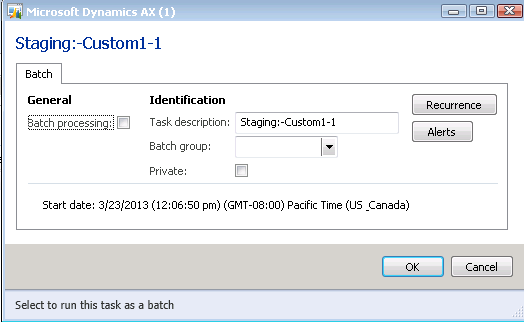 Microsoft Dynamics AX (1)
Staging:-Custom1-1
Batch
General
Batch processing:
Identification
Task description: Staging:-Custom1-1
Batch group:
Private:
Recurrence
Alerts
Start date: 3/23/2013 (12:06:50 pm) (GMT-08:00) Pacific Time (US _Canada)
OK Cancel
Select to run this task as a batch